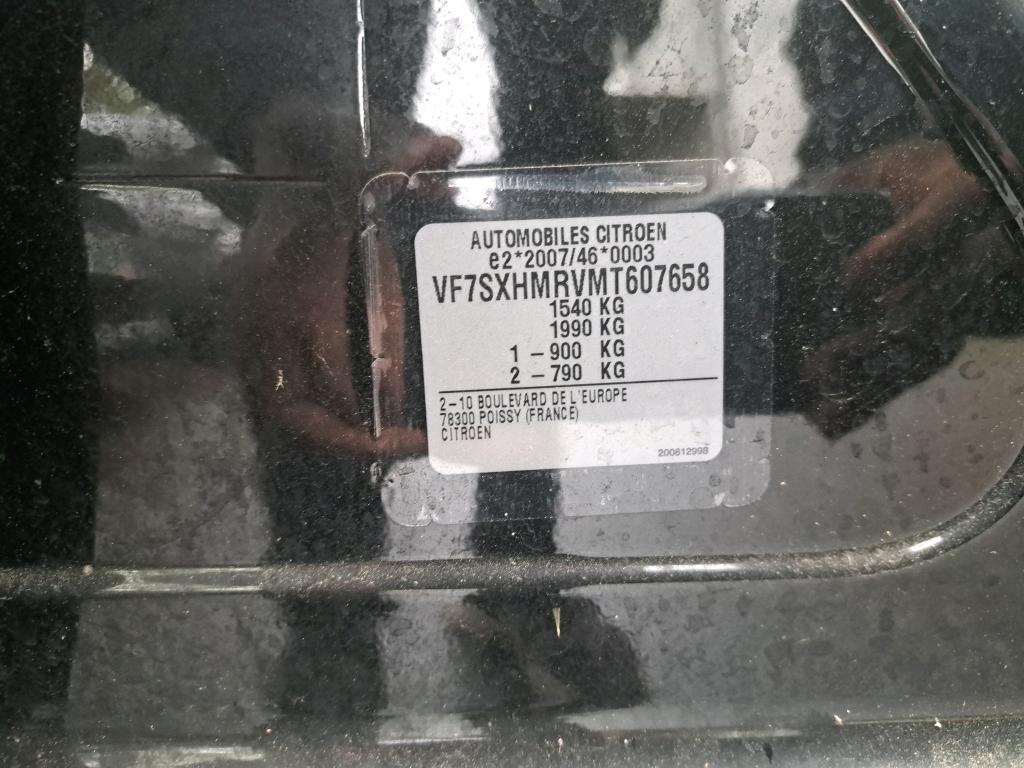 AUTOMOBILES CITROEN
e2*2007/46*0003
VF7SXHMRVMT607658
1540 KG
1990 KG
1 – 900 KG
2 – 790 KG
2–10 BOULEVARD DE L'EUROPE
78300 POISSY (FRANCE)
CITROEN
200612998